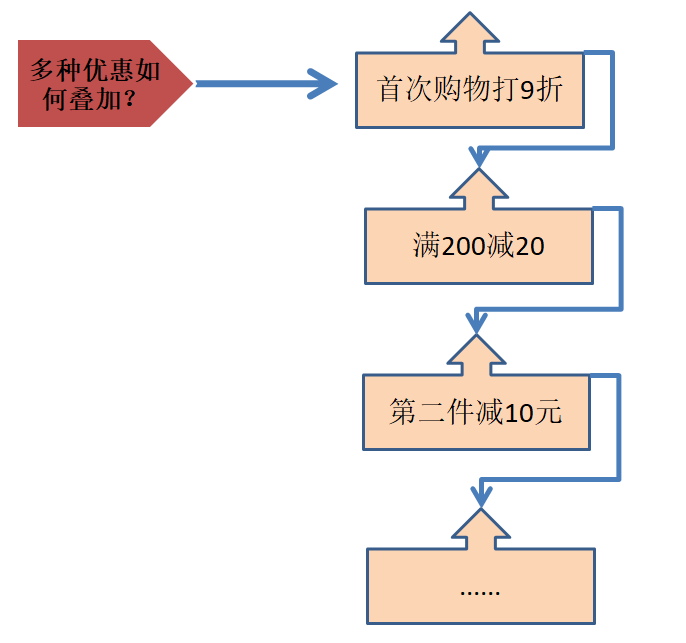 多种优惠如
何叠加？
首次购物打9折
满200减20
第二件减10元
......